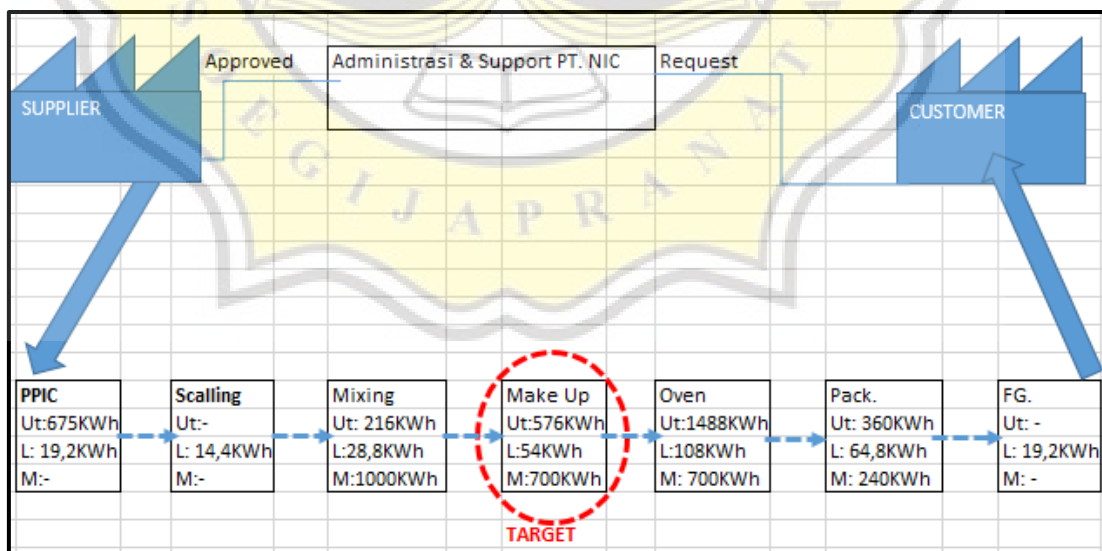 Approved
Administrasi & Support PT. NIC
Request
SUPPLIER
CUSTOMER
SOEGIJAPRANATA
PPIC
Ut:675KWh
L: 19,2KWh
M:-
Scalling
Ut:-
L: 14,4KWh
M:-
Mixing
Ut: 216KWh
L:28,8KWh
M:1000KWh
Make Up
Ut:576KWh
L:54KWh
M:700KWh
Oven
Ut:1488KWh
L:108KWh
M: 700KWh
Pack.
Ut: 360KWh
L: 64,8KWh
M: 240KWh
FG.
Ut: -
L: 19,2KWh
M: -
TARGET